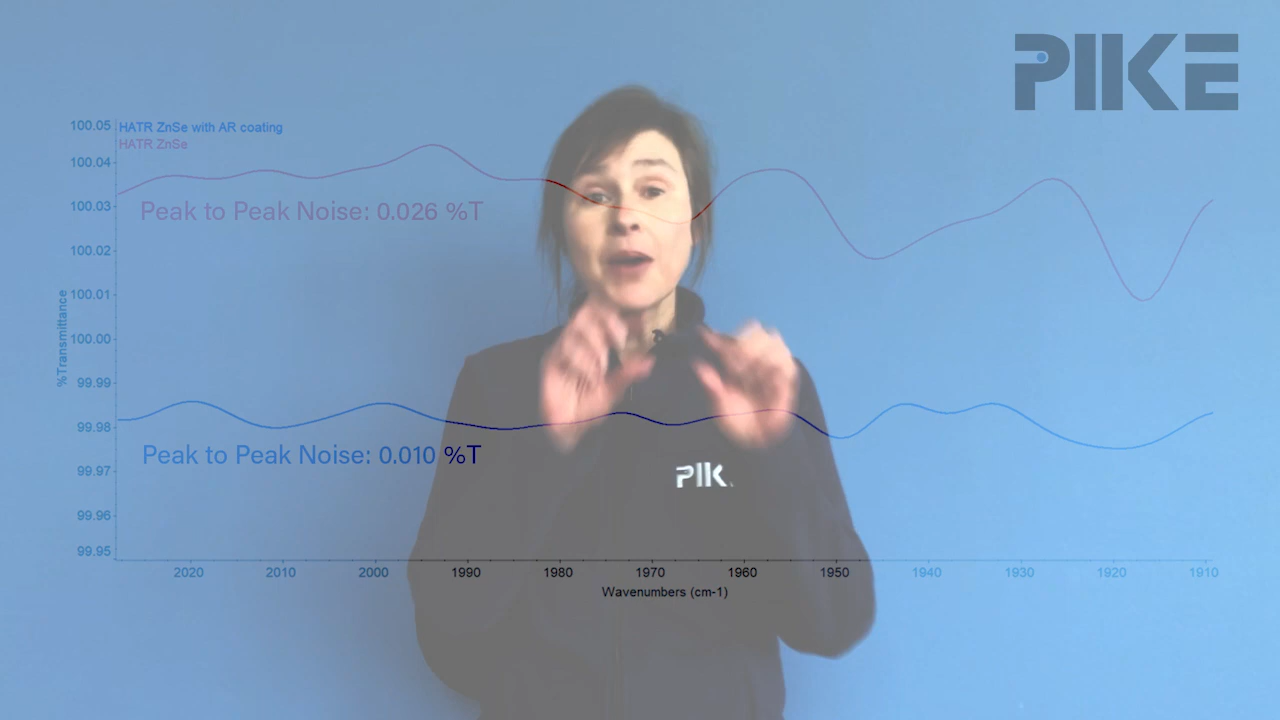 PIKE
100.05
HATR ZnSe with AR coating
HATR ZnSe
100.04
Peak to Peak Noise: 0.026 %T
100.03
100.02
100.01
%Transmittance
100.00
99.99
99.98
Peak to Peak Noise: 0.010 %T
99.97
PIK
99.96
99.95
2020 2010 2000 1990 1980 1970 1960 1950 1940 1930 1920 1910
Wavenumbers (cm-1)